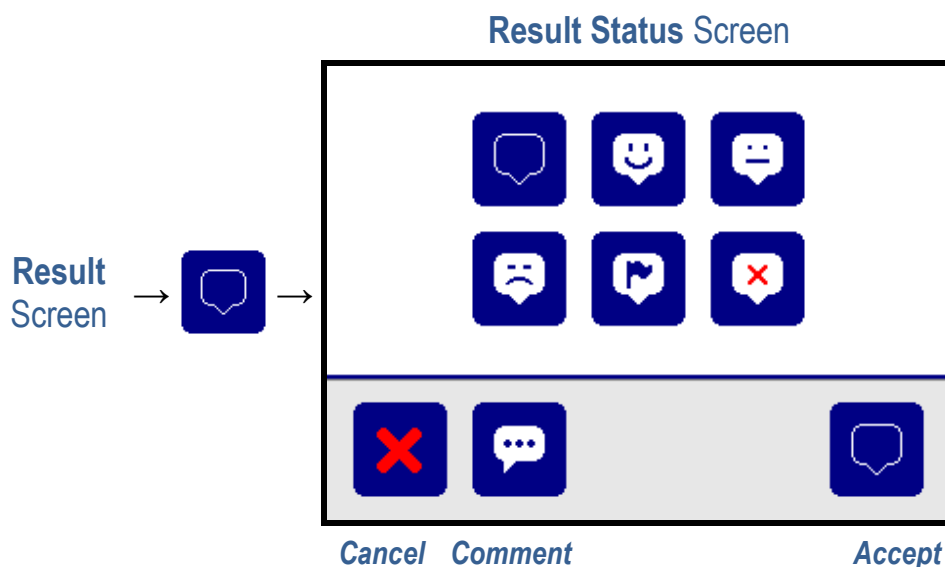 Result Status Screen
Result
Screen
→ →
Cancel Comment Accept